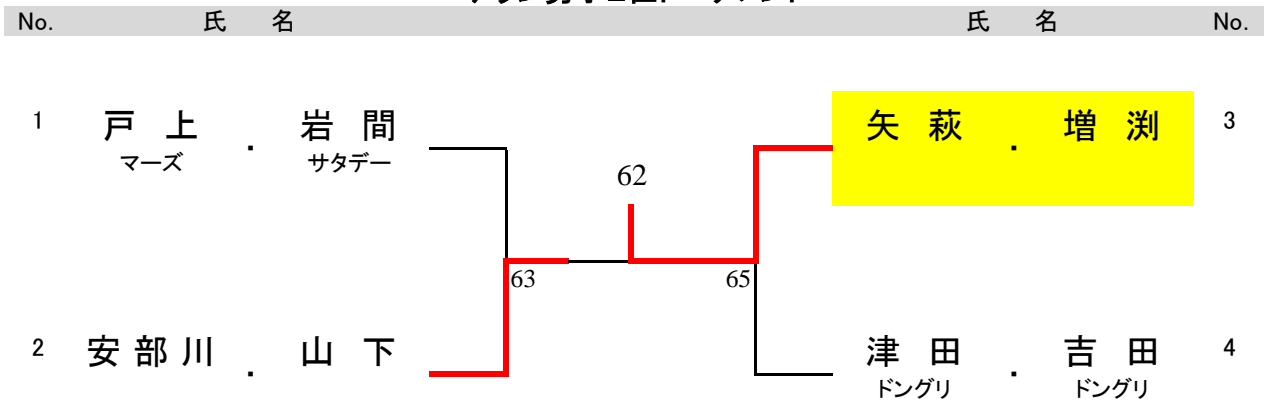 No. 氏 名 氏 名 No.
1 戸 上 ・ 岩 間 矢 萩 ・ 増 渕 3
マーズ サタデー
62
63 65
2 安 部 川 ・ 山 下 津 田 ・ 吉 田 4
ドングリ ドングリ